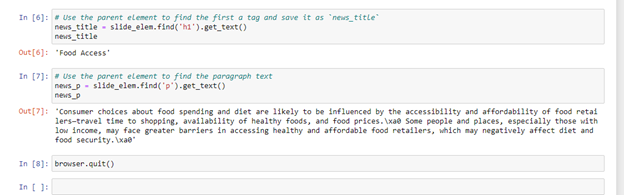 In [6]: # Use the parent element to find the first a tag and save it as `news_title`
news_title = slide_elem.find('h1').get_text()
news_title
Out[6]: 'Food Access'
In [7]: # Use the parent element to find the paragraph text
news_p = slide_elem.find('p').get_text()
news_p
Out[7]: 'Consumer choices about food spending and diet are likely to be influenced by the accessibility and affordability of food retai
lers—travel time to shopping, availability of healthy foods, and food prices.\xa0 Some people and places, especially those with
low income, may face greater barriers in accessing healthy and affordable food retailers, which may negatively affect diet and
food security.\xa0'
In [8]: browser.quit()
In [ ]: